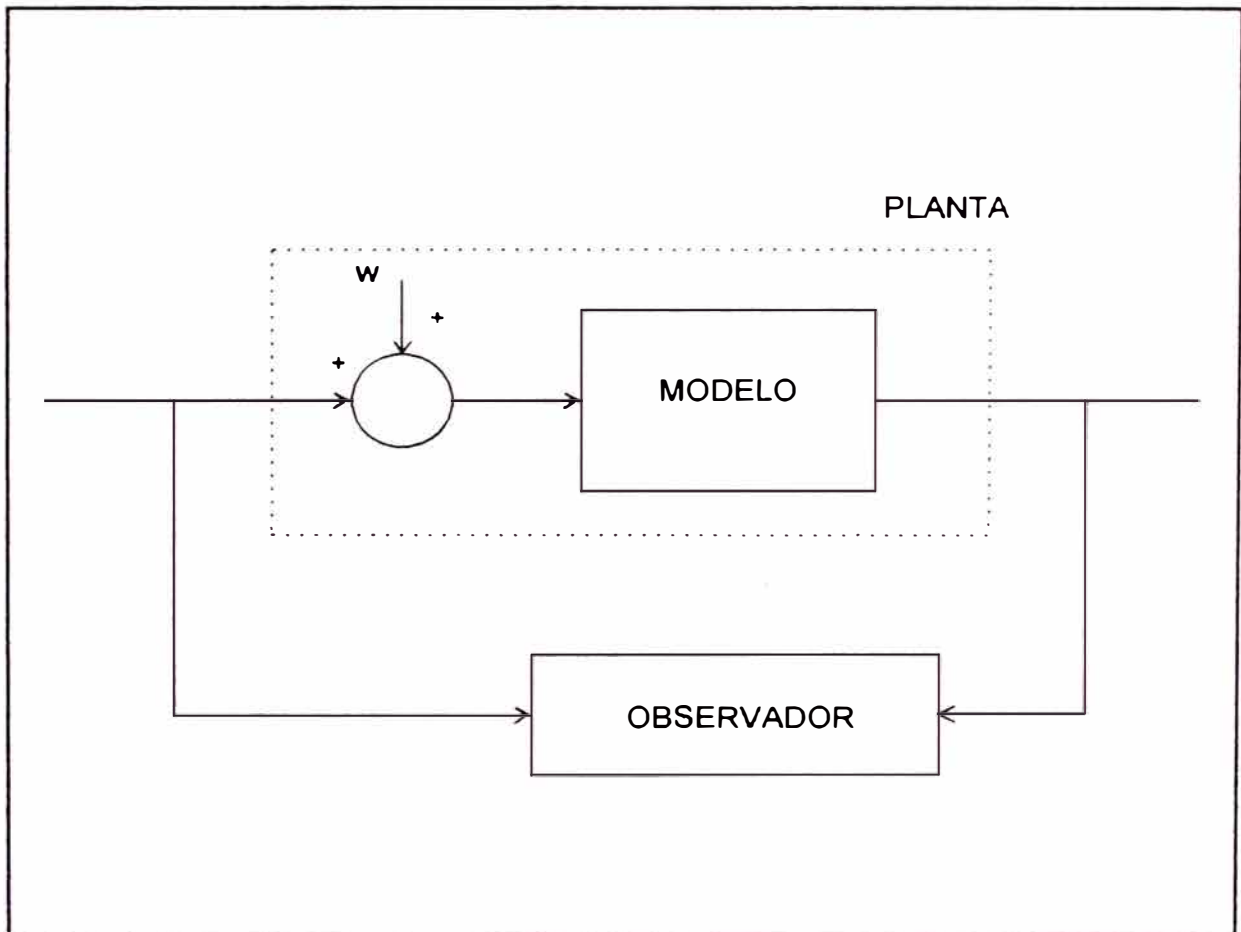 PLANTA
w
+
+
MODELO
OBSERVADOR